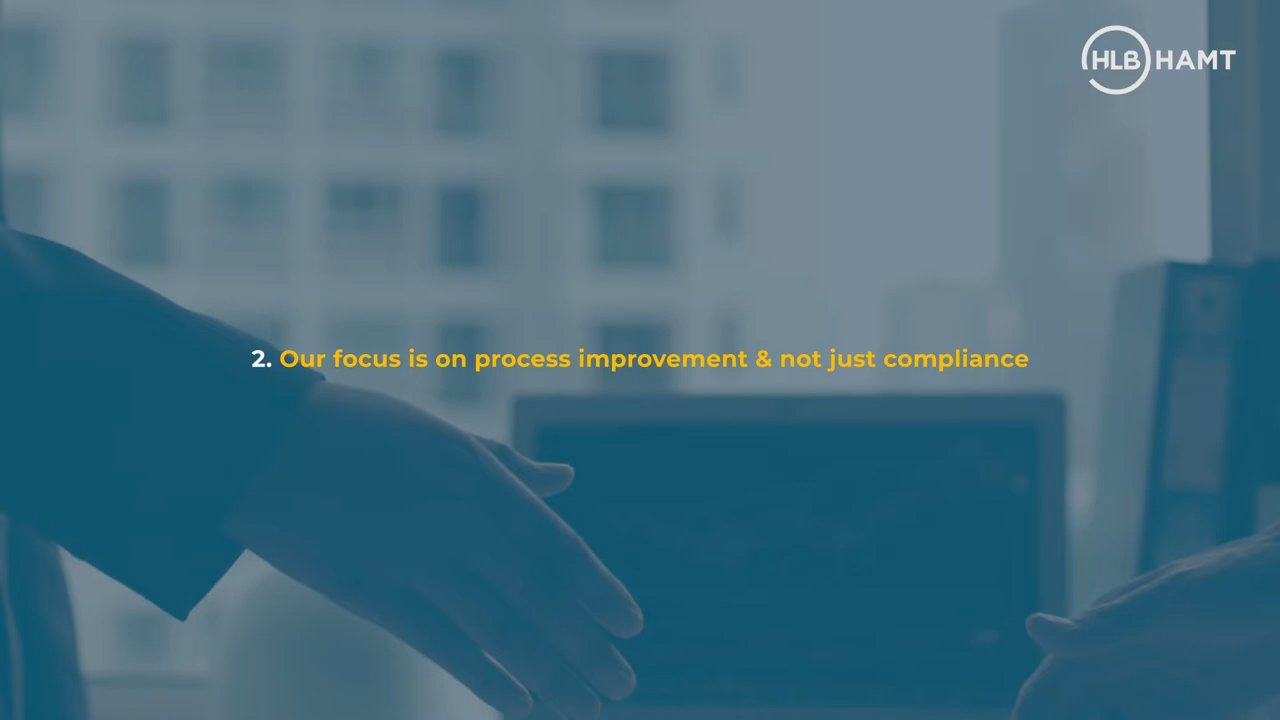 HLB HAMT
2. Our focus is on process improvement & not just compliance